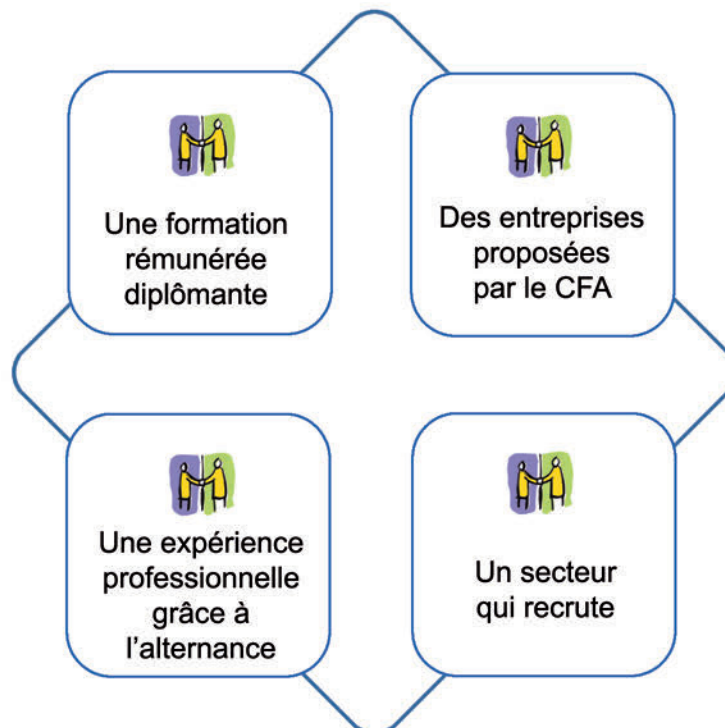 Une formation
rémunérée
diplômante
Des entreprises
proposées
par le CFA
Une expérience
professionnelle
grâce à
l’alternance
Un secteur
qui recrute